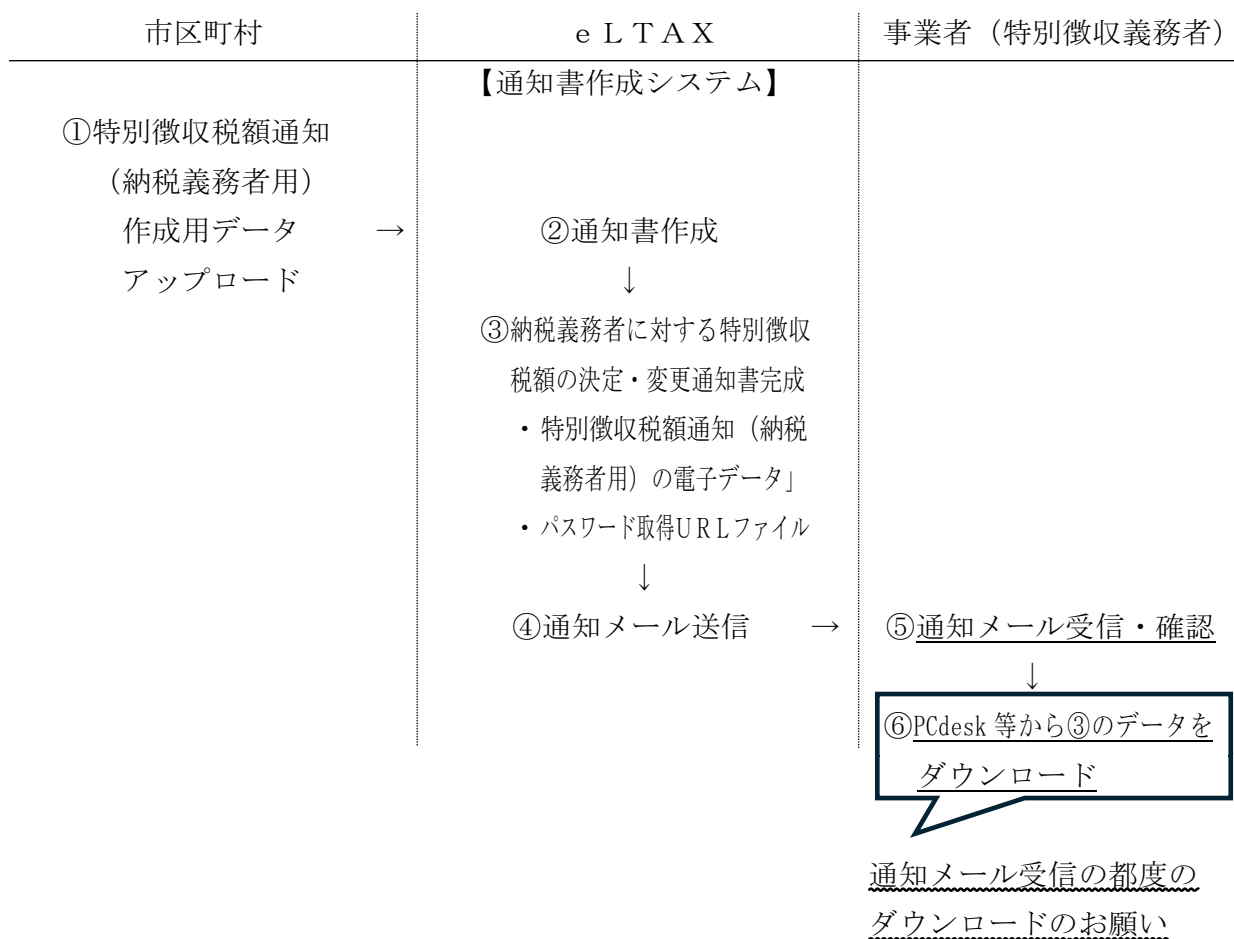 市区町村
ｅＬＴＡＸ
事業者（特別徴収義務者）
【通知書作成システム】
①特別徴収税額通知
（納税義務者用）
作成用データ →
アップロード
②通知書作成
↓
③納税義務者に対する特別徴収
税額の決定・変更通知書完成
・特別徴収税額通知（納税
義務者用）の電子データ」
・パスワード取得ＵＲＬファイル
↓
④通知メール送信 →
⑤通知メール受信・確認
↓
⑥PCdesk 等から③のデータを
ダウンロード
通知メール受信の都度の
ダウンロードのお願い